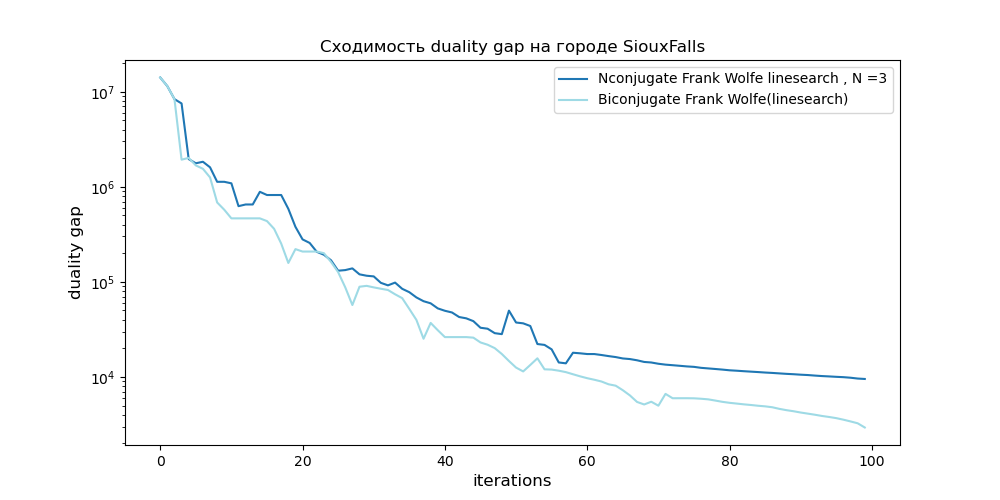 Сходимость duality gap на городе SiouxFalls
Nconjugate Frank Wolfe linesearch , N =3
Biconjugate Frank Wolfe(linesearch)
duality gap
10⁷
10⁶
10⁵
10⁴
0 20 40 60 80 100
iterations